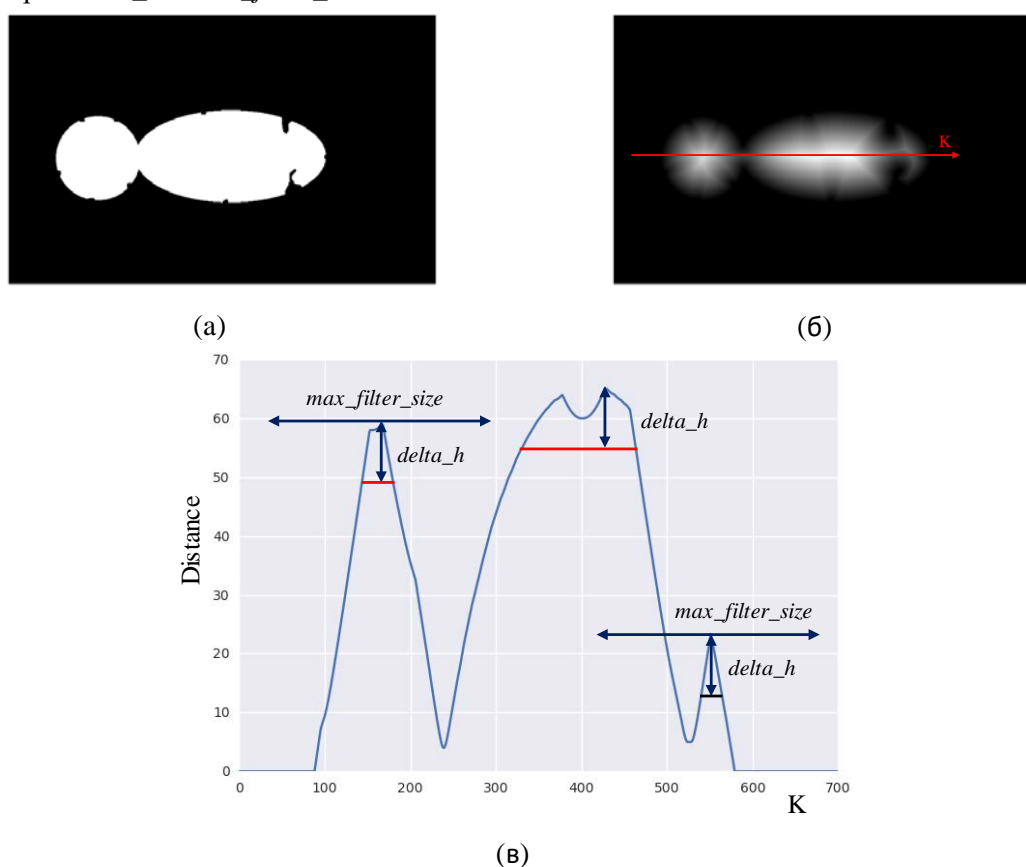 K
(а)
(б)
70
60
50
40
30
20
10
0
Distance
max_filter_size
delta_h
delta_h
max_filter_size
delta_h
0 100 200 300 400 500 600 700
K
(в)